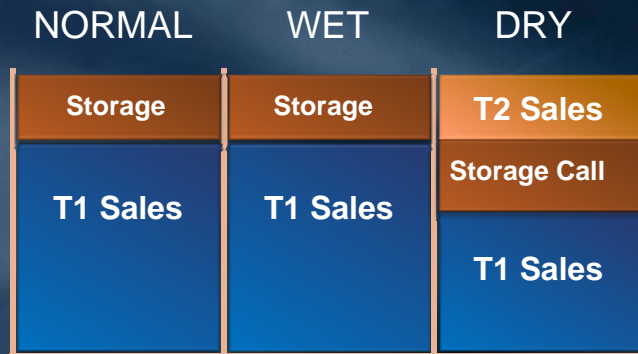 NORMAL WET DRY
Storage Storage T2 Sales
Storage Call
T1 Sales T1 Sales
T1 Sales